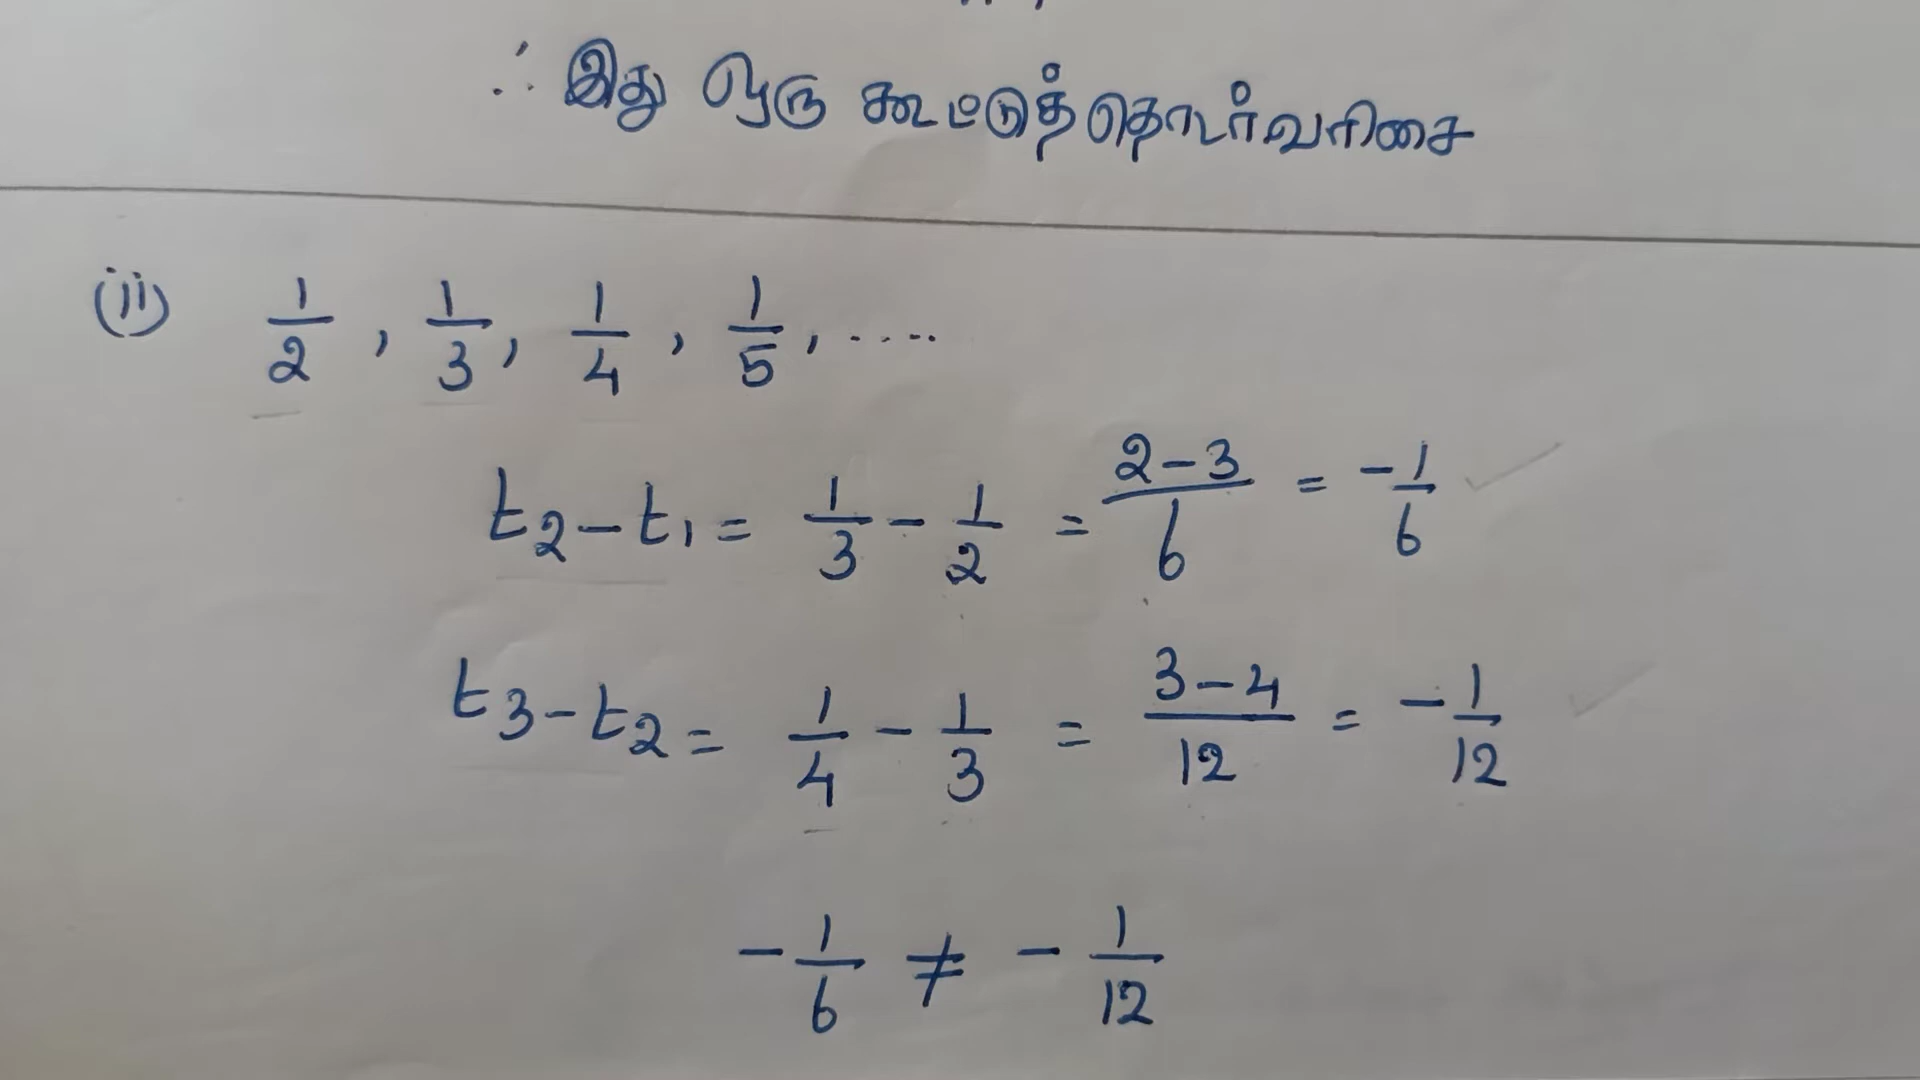 ∴ இது ஒரு கூட்டுத்தொடர்வரிசை
(ii) 1/2 , 1/3 , 1/4 , 1/5 , .....
t2 - t1 = 1/3 - 1/2 = (2-3)/6 = -1/6
t3 - t2 = 1/4 - 1/3 = (3-4)/12 = -1/12
-1/6 ≠ -1/12